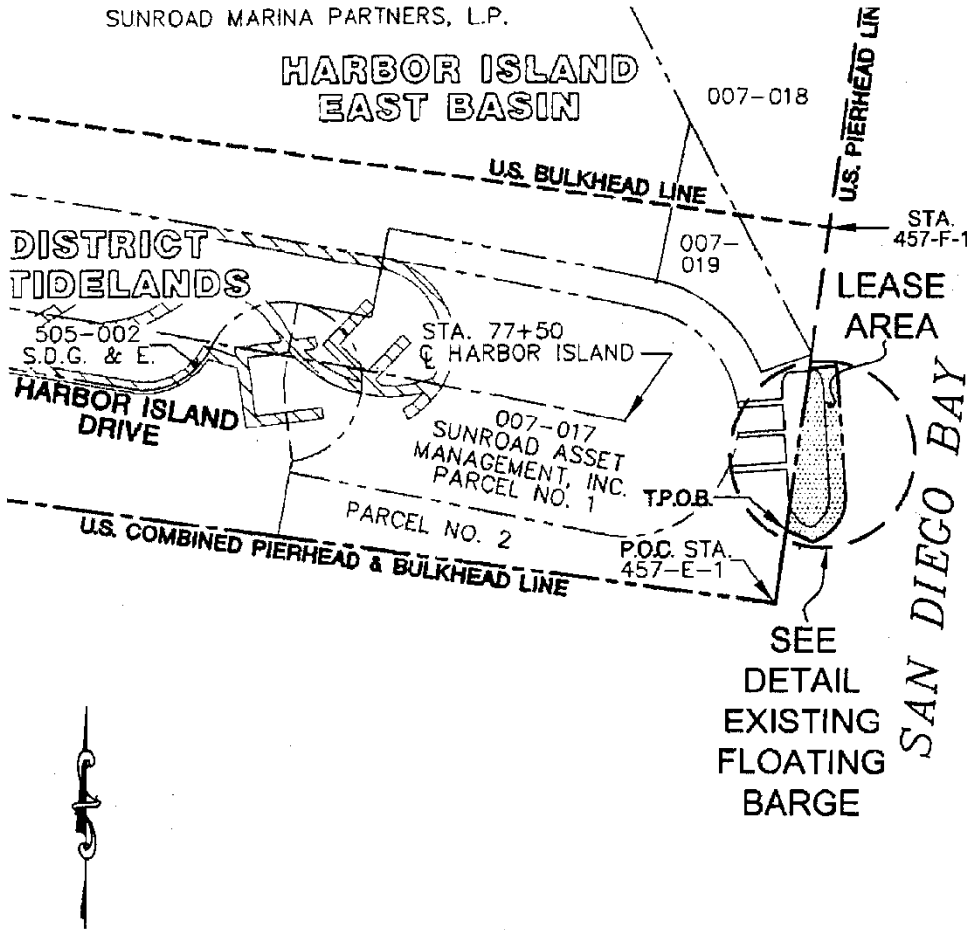 SUNROAD MARINA PARTNERS, L.P.
HARBOR ISLAND
EAST BASIN
007-018
U.S. PIERHEAD LIN
U.S. BULKHEAD LINE
STA.
457-F-1
DISTRICT
TIDELANDS
007-
019
LEASE
AREA
505-002
S.D.G. & E.
STA. 77+50
℄ HARBOR ISLAND
HARBOR ISLAND
DRIVE
007-017
SUNROAD ASSET
MANAGEMENT, INC.
PARCEL NO. 1
T.P.O.B.
PARCEL NO. 2
P.O.C. STA.
457-E-1
U.S. COMBINED PIERHEAD & BULKHEAD LINE
SAN DIEGO BAY
SEE
DETAIL
EXISTING
FLOATING
BARGE